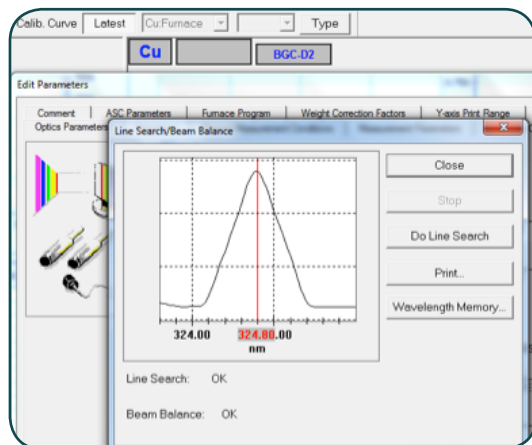 Calib. Curve Latest Cu:Furnace Type
Cu BGC-D2
Edit Parameters
Comment ASC Parameters Furnace Program Weight Correction Factors Y-axis Print Range
Optics Parameters
Line Search/Beam Balance
Close
Stop
Do Line Search
Print...
Wavelength Memory...
324.00 324.80.00
nm
Line Search: OK
Beam Balance: OK